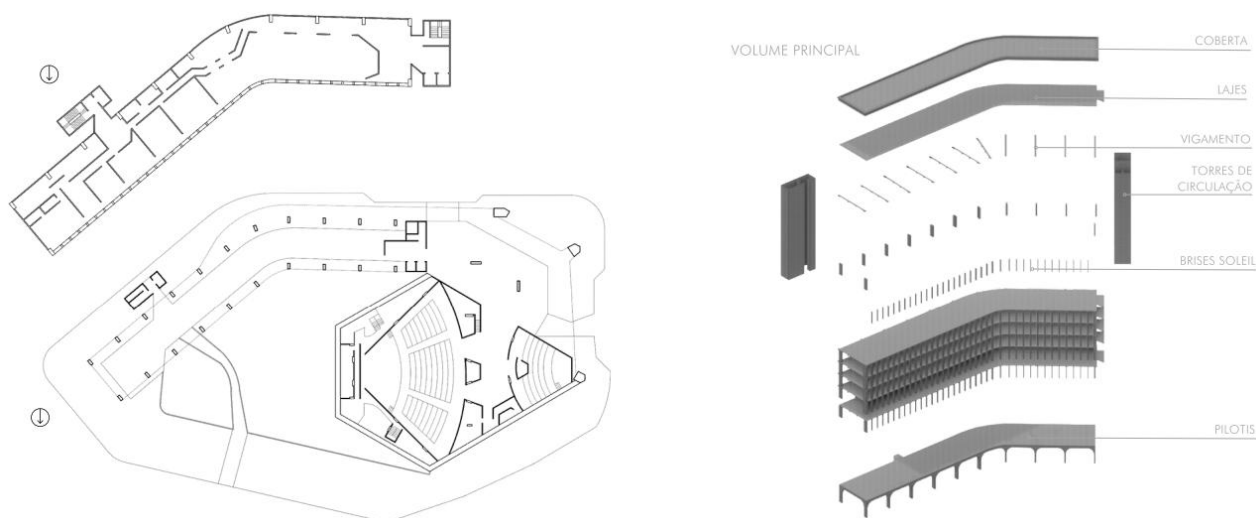 VOLUME PRINCIPAL
COBERTA
LAJES
VIGAMENTO
TORRES DE
CIRCULAÇÃO
BRISES SOLEIL
PILOTIS